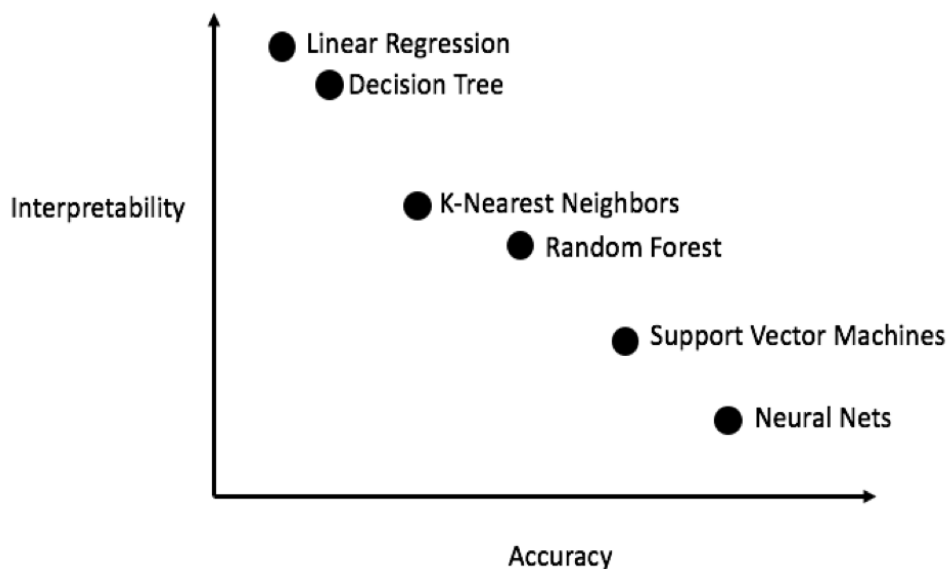 Linear Regression
Decision Tree
Interpretability
K-Nearest Neighbors
Random Forest
Support Vector Machines
Neural Nets
Accuracy